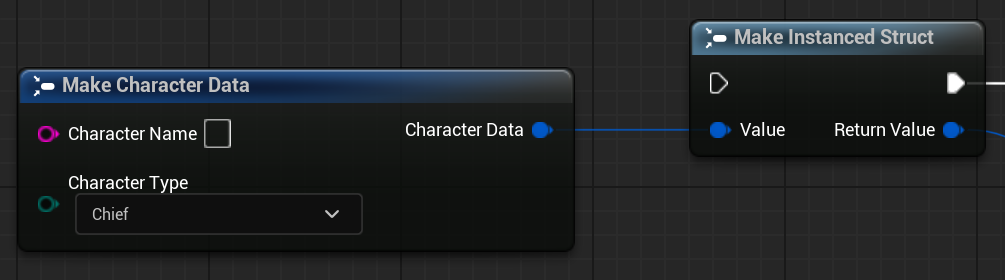 Make Instanced Struct
Make Character Data
Character Name
Character Data
Value
Return Value
Character Type
Chief